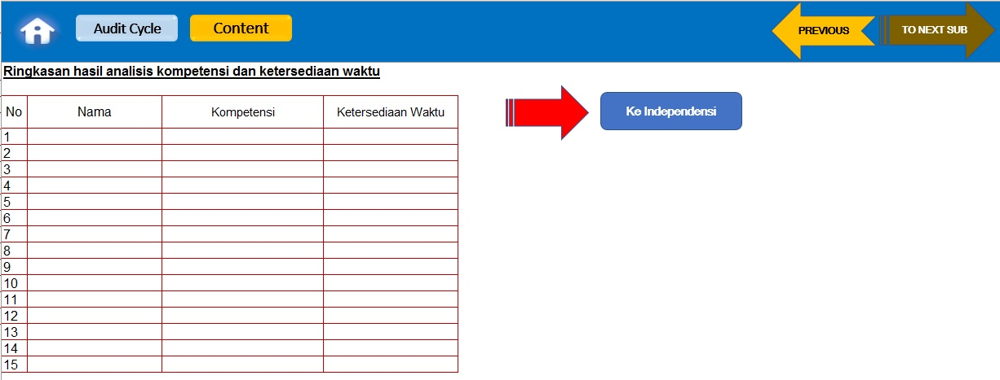 Audit Cycle
Content
PREVIOUS
TO NEXT SUB
Ringkasan hasil analisis kompetensi dan ketersediaan waktu
No Nama Kompetensi Ketersediaan Waktu
Ke Independensi
1
2
3
4
5
6
7
8
9
10
11
12
13
14
15